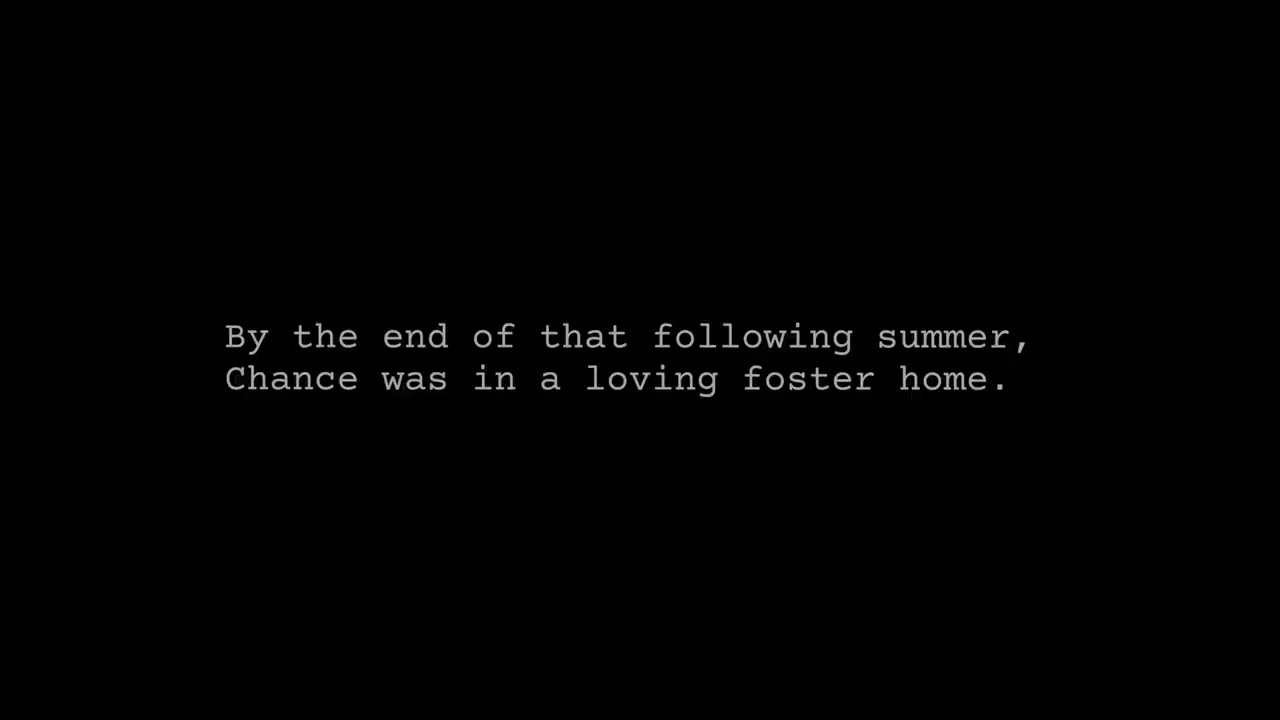 By the end of that following summer,
Chance was in a loving foster home.